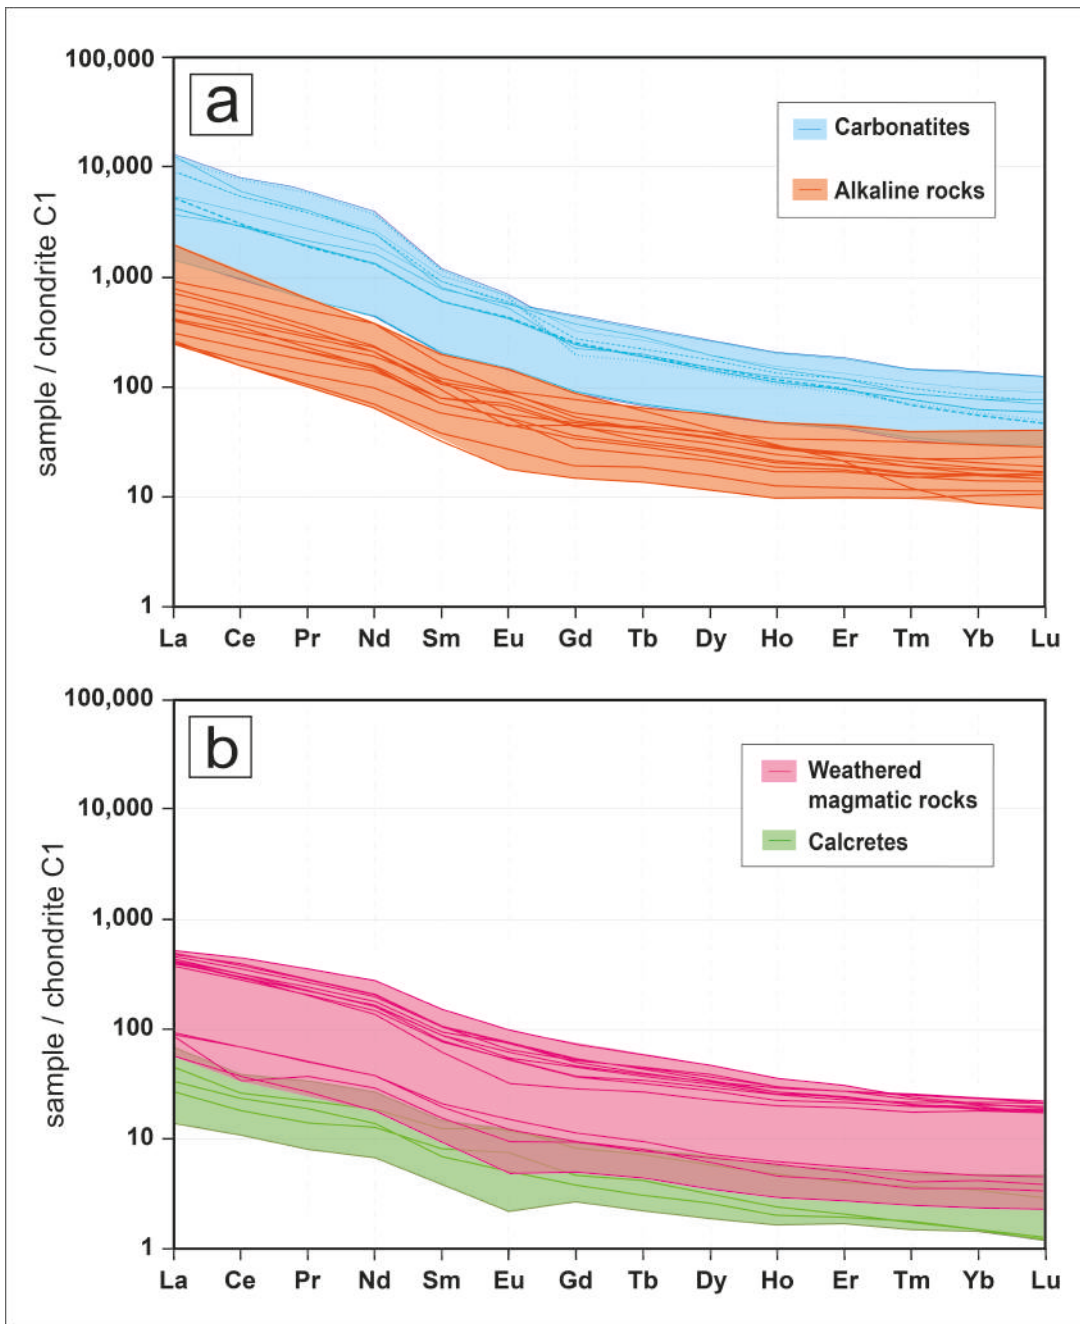 a
sample / chondrite C1
100,000
10,000
1,000
100
10
1
Carbonatites
Alkaline rocks
La Ce Pr Nd Sm Eu Gd Tb Dy Ho Er Tm Yb Lu
b
sample / chondrite C1
100,000
10,000
1,000
100
10
1
Weathered
magmatic rocks
Calcretes
La Ce Pr Nd Sm Eu Gd Tb Dy Ho Er Tm Yb Lu